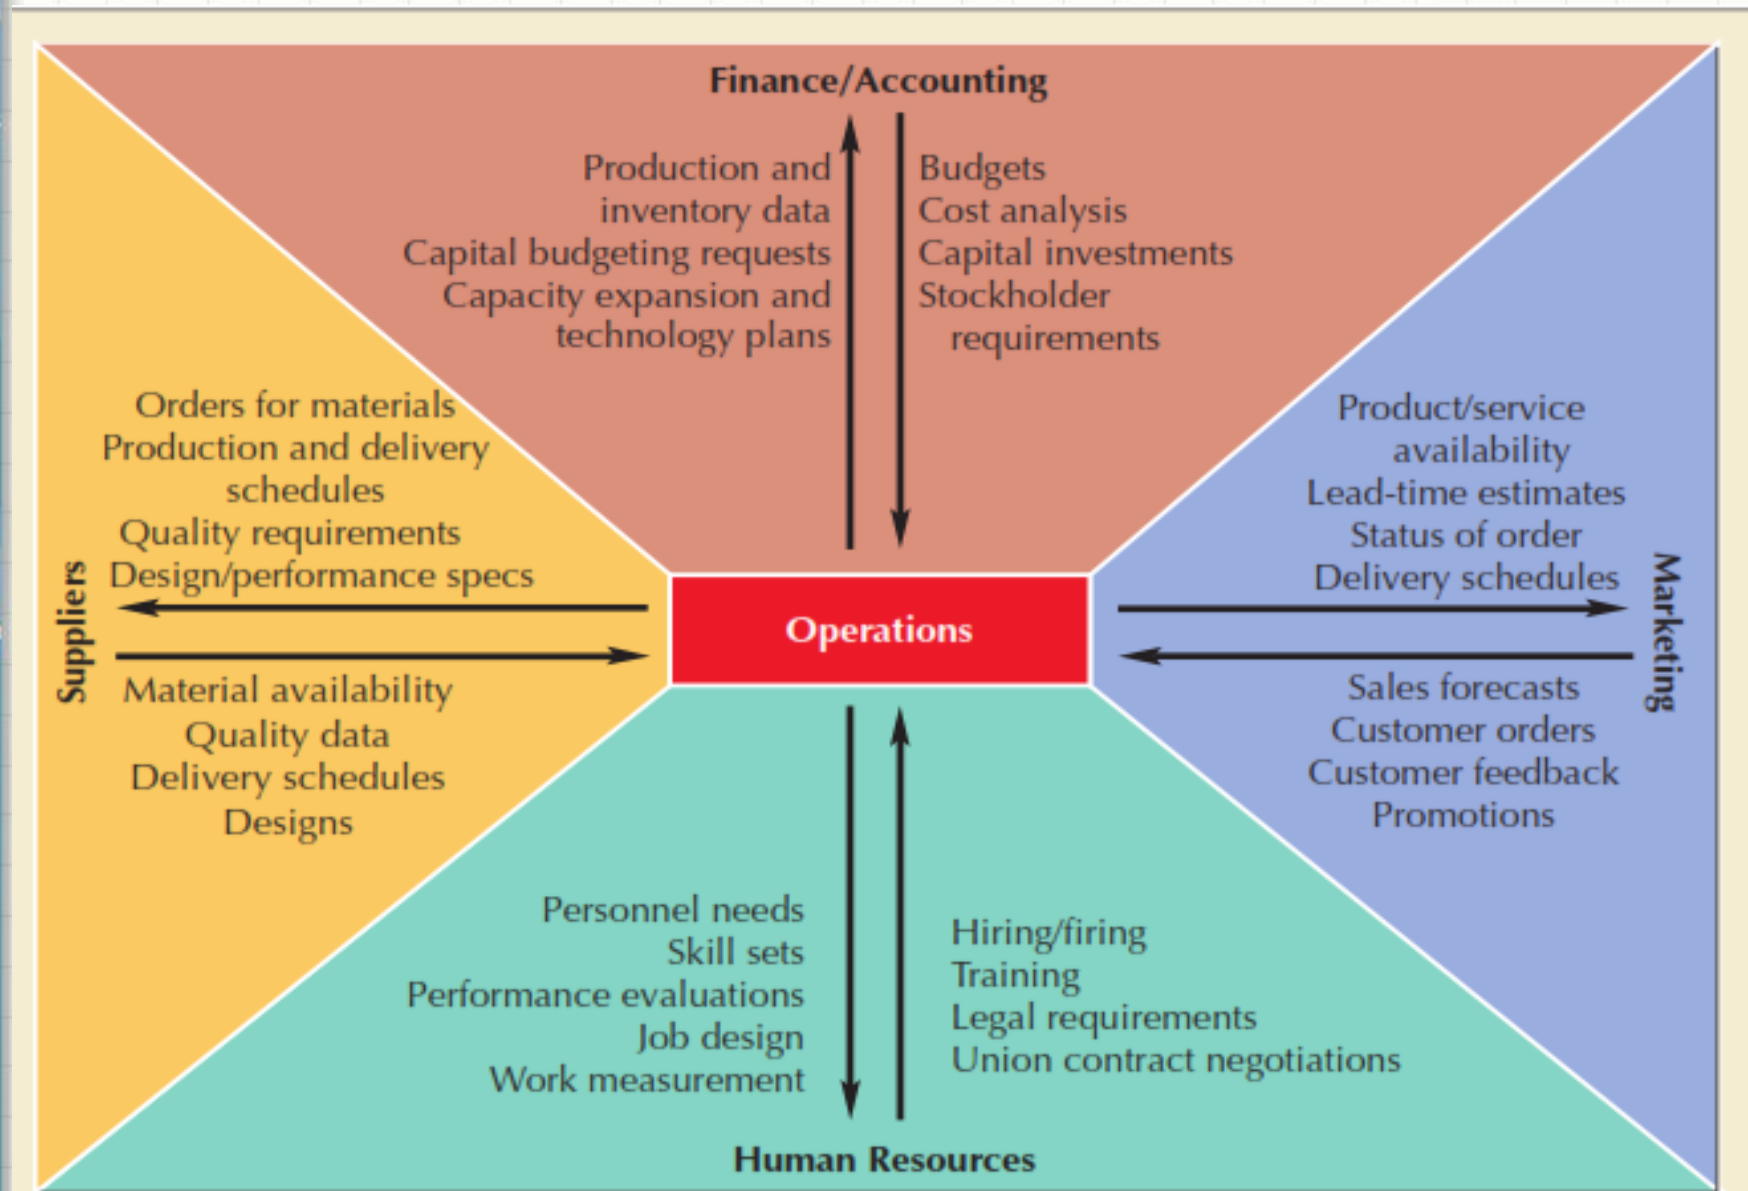 Finance/Accounting
Production and
inventory data
Capital budgeting requests
Capacity expansion and
technology plans
Budgets
Cost analysis
Capital investments
Stockholder
requirements
Suppliers
Orders for materials
Production and delivery
schedules
Quality requirements
Design/performance specs
Material availability
Quality data
Delivery schedules
Designs
Operations
Product/service
availability
Lead-time estimates
Status of order
Delivery schedules
Marketing
Sales forecasts
Customer orders
Customer feedback
Promotions
Personnel needs
Skill sets
Performance evaluations
Job design
Work measurement
Hiring/firing
Training
Legal requirements
Union contract negotiations
Human Resources